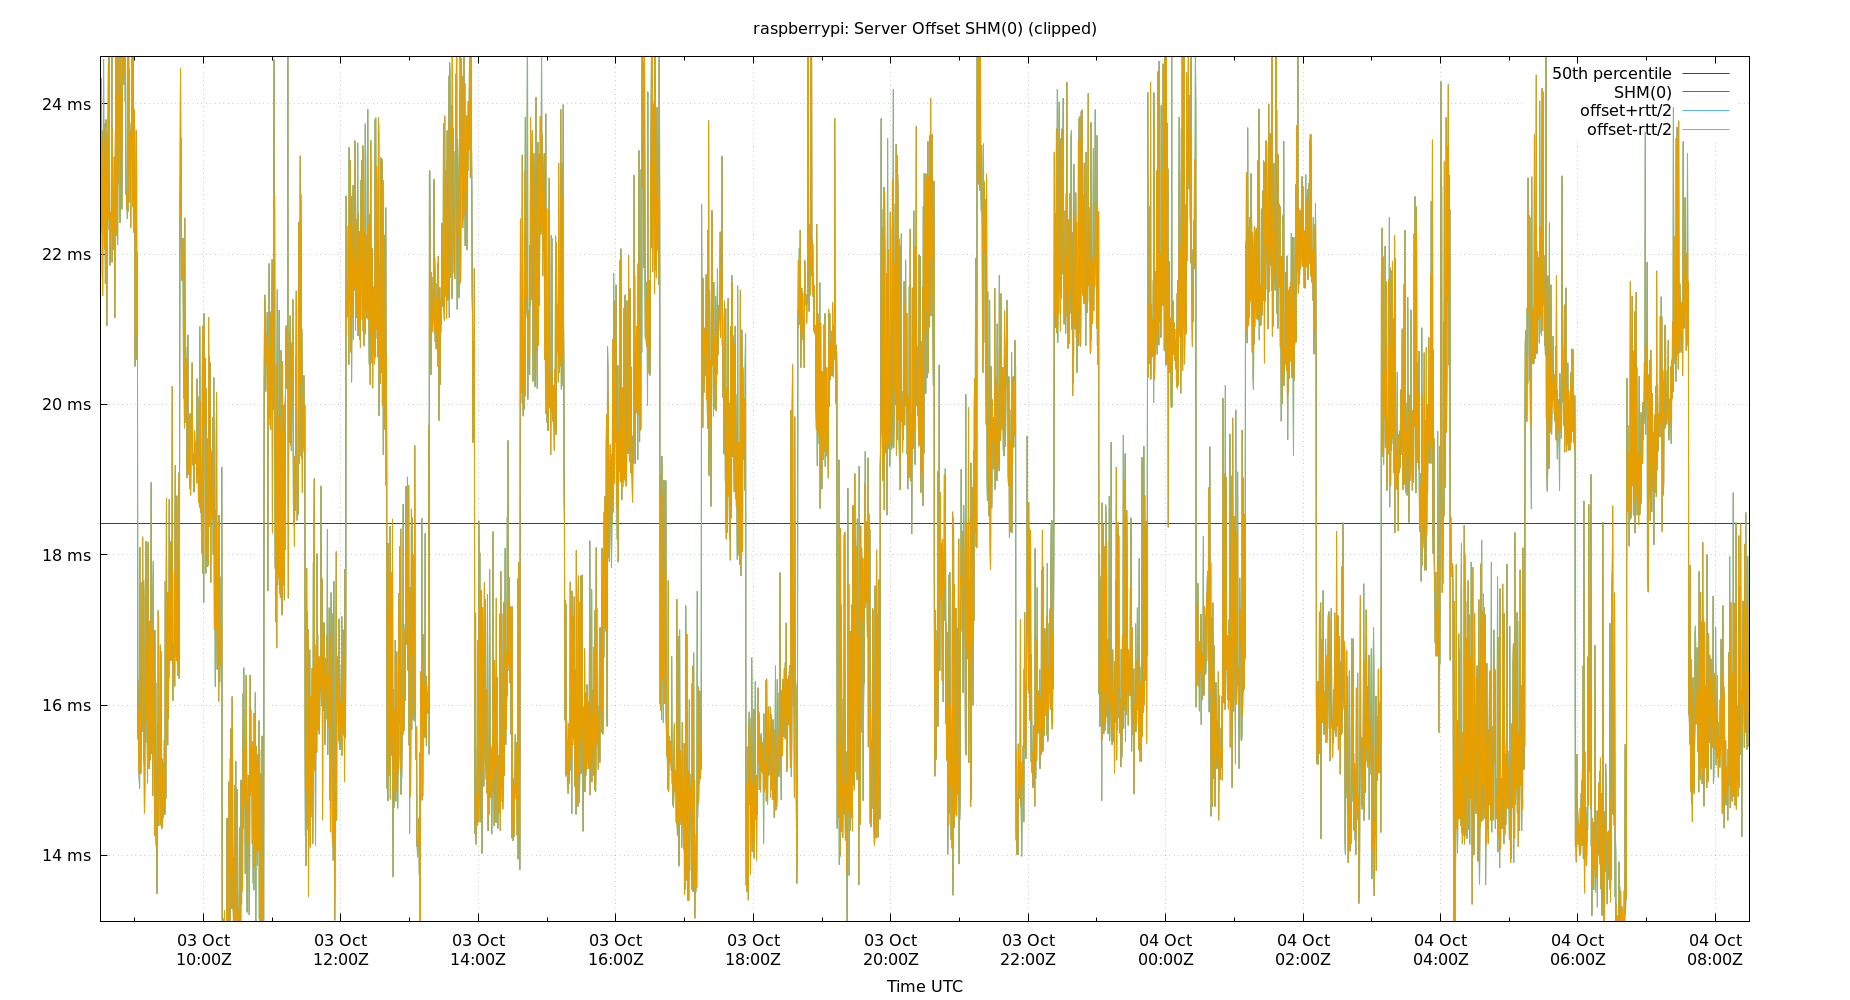 raspberrypi: Server Offset SHM(0) (clipped)
50th percentile
SHM(0)
offset+rtt/2
offset-rtt/2
24 ms
22 ms
20 ms
18 ms
16 ms
14 ms
03 Oct 03 Oct 03 Oct 03 Oct 03 Oct 03 Oct 03 Oct 04 Oct 04 Oct 04 Oct 04 Oct 04 Oct
10:00Z 12:00Z 14:00Z 16:00Z 18:00Z 20:00Z 22:00Z 00:00Z 02:00Z 04:00Z 06:00Z 08:00Z
Time UTC